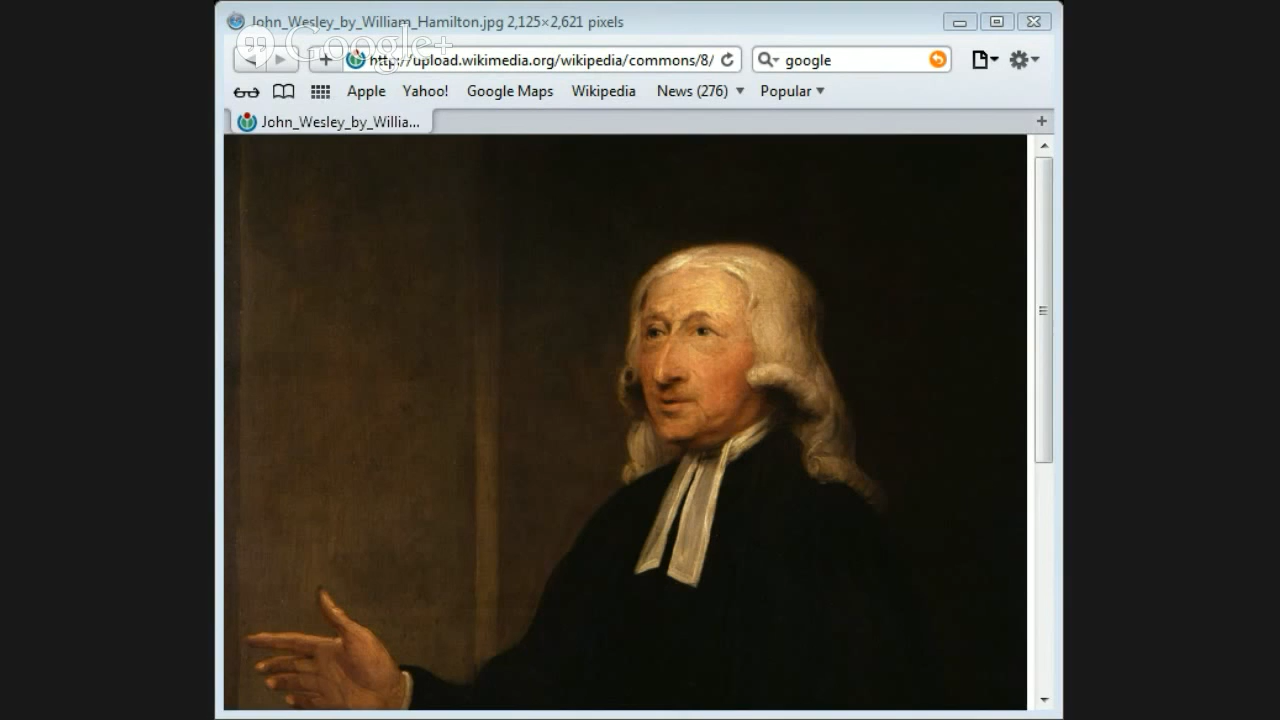 John_Wesley_by_William_Hamilton.jpg 2,125×2,621 pixels
Google+
http://upload.wikimedia.org/wikipedia/commons/8/
google
Apple Yahoo! Google Maps Wikipedia News (276) Popular
John_Wesley_by_Willia...